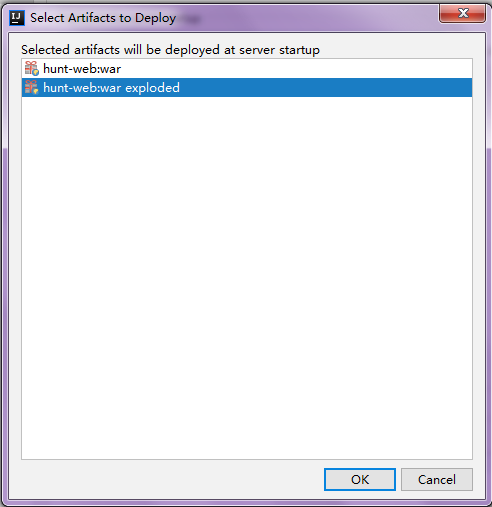 IJ
Select Artifacts to Deploy
Selected artifacts will be deployed at server startup
hunt-web:war
hunt-web:war exploded
OK
Cancel